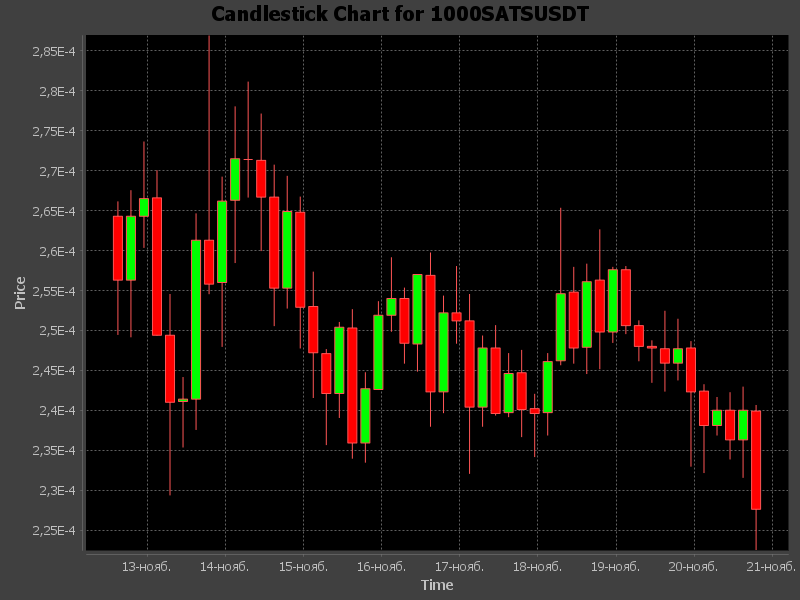 Candlestick Chart for 1000SATSUSDT
Price
2,85E-4
2,8E-4
2,75E-4
2,7E-4
2,65E-4
2,6E-4
2,55E-4
2,5E-4
2,45E-4
2,4E-4
2,35E-4
2,3E-4
2,25E-4
13-нояб. 14-нояб. 15-нояб. 16-нояб. 17-нояб. 18-нояб. 19-нояб. 20-нояб. 21-нояб.
Time